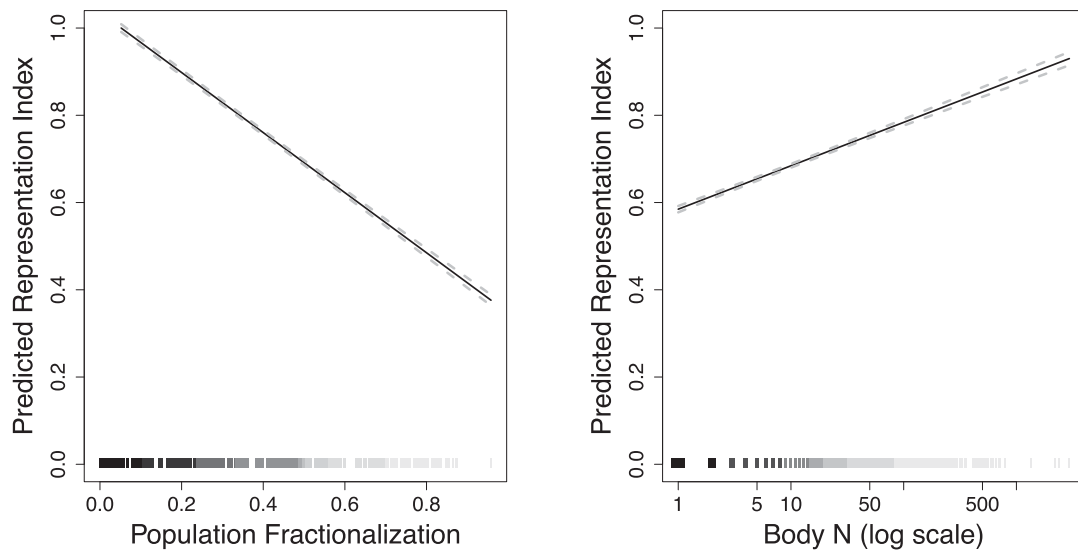 Predicted Representation Index
1.0
0.8
0.6
0.4
0.2
0.0
0.0 0.2 0.4 0.6 0.8
Population Fractionalization
Predicted Representation Index
1.0
0.8
0.6
0.4
0.2
0.0
1 5 10 50 500
Body N (log scale)